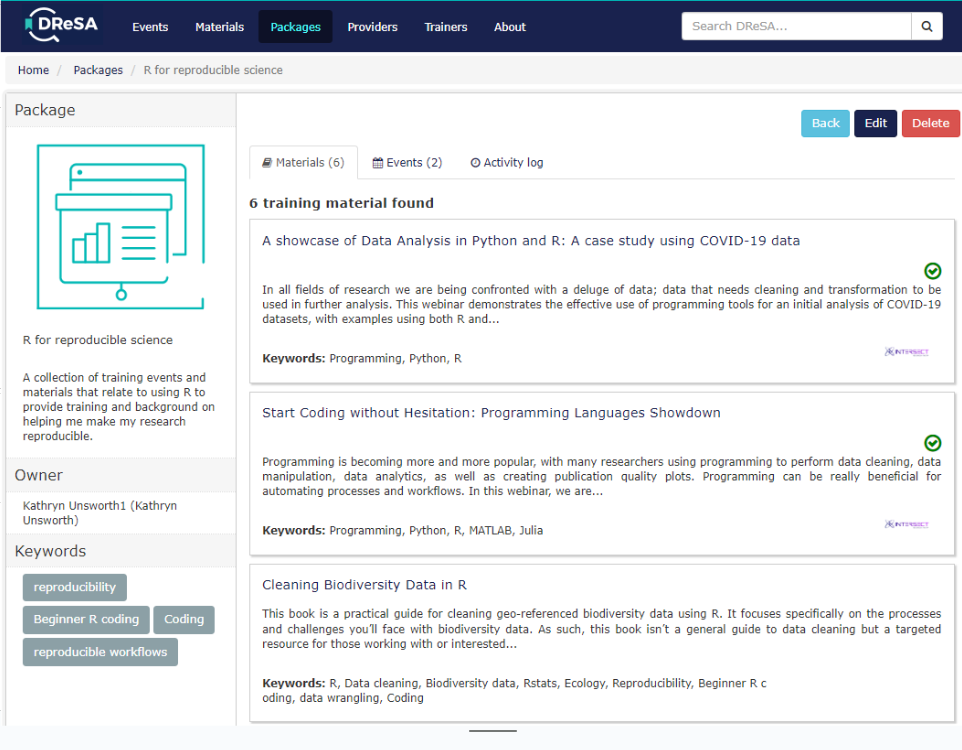 DReSA
Events Materials Packages Providers Trainers About
Search DReSA...
Home / Packages / R for reproducible science
Package
R for reproducible science
A collection of training events and
materials that relate to using R to
provide training and background on
helping me make my research
reproducible.
Owner
Kathryn Unsworth1 (Kathryn
Unsworth)
Keywords
reproducibility
Beginner R coding Coding
reproducible workflows
Back Edit Delete
Materials (6) Events (2) Activity log
6 training material found
A showcase of Data Analysis in Python and R: A case study using COVID-19 data
In all fields of research we are being confronted with a deluge of data; data that needs cleaning and transformation to be
used in further analysis. This webinar demonstrates the effective use of programming tools for an initial analysis of COVID-19
datasets, with examples using both R and...
Keywords: Programming, Python, R
INTERSECT
Start Coding without Hesitation: Programming Languages Showdown
Programming is becoming more and more popular, with many researchers using programming to perform data cleaning, data
manipulation, data analytics, as well as creating publication quality plots. Programming can be really beneficial for
automating processes and workflows. In this webinar, we are...
Keywords: Programming, Python, R, MATLAB, Julia
INTERSECT
Cleaning Biodiversity Data in R
This book is a practical guide for cleaning geo-referenced biodiversity data using R. It focuses specifically on the processes
and challenges you'll face with biodiversity data. As such, this book isn't a general guide to data cleaning but a targeted
resource for those working with or interested...
Keywords: R, Data cleaning, Biodiversity data, Rstats, Ecology, Reproducibility, Beginner R c
oding, data wrangling, Coding